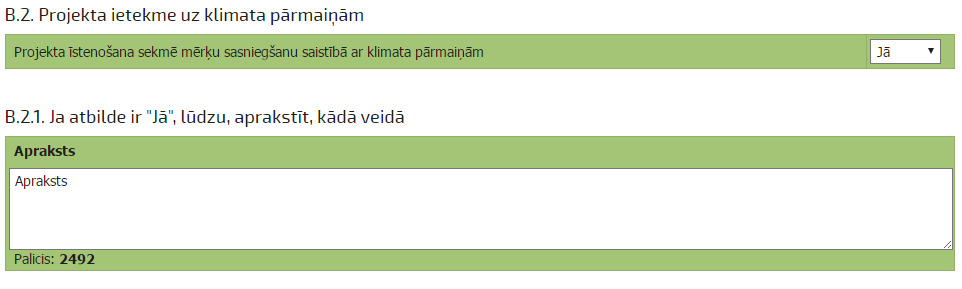 B.2. Projekta ietekme uz klimata pārmaiņām
Projekta īstenošana sekmē mērķu sasniegšanu saistībā ar klimata pārmaiņām Jā
B.2.1. Ja atbilde ir "Jā", lūdzu, aprakstīt, kādā veidā
Apraksts
Apraksts
Palicis: 2492